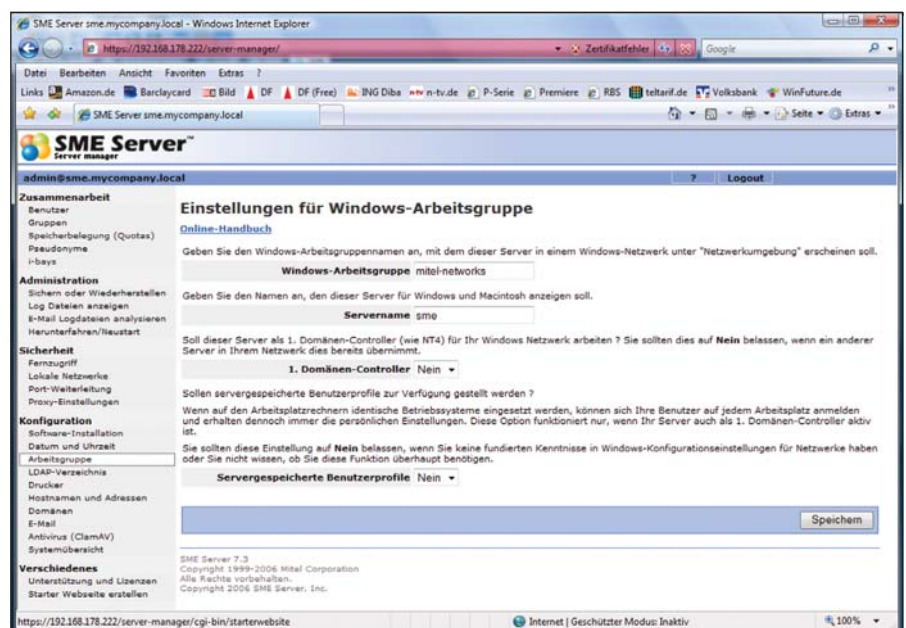 SME Server sme.mycompany.local - Windows Internet Explorer
https://192.168.178.222/server-manager/
Zertifikatfehler
Google
Datei Bearbeiten Ansicht Favoriten Extras ?
Links Amazon.de Barclaycard Bild DF DF (Free) ING Diba n-tv.de P-Serie Premiere RBS teltarif.de Volksbank WinFuture.de
SME Server sme.mycompany.local
Seite Extras
SME Server™
Server manager
admin@sme.mycompany.local
? Logout
Zusammenarbeit
Benutzer
Gruppen
Speicherbelegung (Quotas)
Pseudonyme
i-bays
Administration
Sichern oder Wiederherstellen
Log Dateien anzeigen
E-Mail Logdateien analysieren
Herunterfahren/Neustart
Sicherheit
Fernzugriff
Lokale Netzwerke
Port-Weiterleitung
Proxy-Einstellungen
Konfiguration
Software-Installation
Datum und Uhrzeit
Arbeitsgruppe
LDAP-Verzeichnis
Drucker
Hostnamen und Adressen
Domänen
E-Mail
Antivirus (ClamAV)
Systemübersicht
Verschiedenes
Unterstützung und Lizenzen
Starter Webseite erstellen
Einstellungen für Windows-Arbeitsgruppe
Online-Handbuch
Geben Sie den Windows-Arbeitsgruppennamen an, mit dem dieser Server in einem Windows-Netzwerk unter "Netzwerkumgebung" erscheinen soll.
Windows-Arbeitsgruppe mitel-networks
Geben Sie den Namen an, den dieser Server für Windows und Macintosh anzeigen soll.
Servername sme
Soll dieser Server als 1. Domänen-Controller (wie NT4) für Ihr Windows Netzwerk arbeiten ? Sie sollten dies auf Nein belassen, wenn ein anderer
Server in Ihrem Netzwerk dies bereits übernimmt.
1. Domänen-Controller Nein
Sollen servergespeicherte Benutzerprofile zur Verfügung gestellt werden ?
Wenn auf den Arbeitsplatzrechnern identische Betriebssysteme eingesetzt werden, können sich Ihre Benutzer auf jedem Arbeitsplatz anmelden
und erhalten dennoch immer die persönlichen Einstellungen. Diese Option funktioniert nur, wenn Ihr Server auch als 1. Domänen-Controller aktiv
ist.
Sie sollten diese Einstellung auf Nein belassen, wenn Sie keine fundierten Kenntnisse in Windows-Konfigurationseinstellungen für Netzwerke haben
oder Sie nicht wissen, ob Sie diese Funktion überhaupt benötigen.
Servergespeicherte Benutzerprofile Nein
Speichern
SME Server 7.3
Copyright 1999-2006 Mitel Corporation
Alle Rechte vorbehalten.
Copyright 2006 SME Server, Inc.
https://192.168.178.222/server-manager/cgi-bin/starterwebsite
Internet | Geschützter Modus: Inaktiv
100%